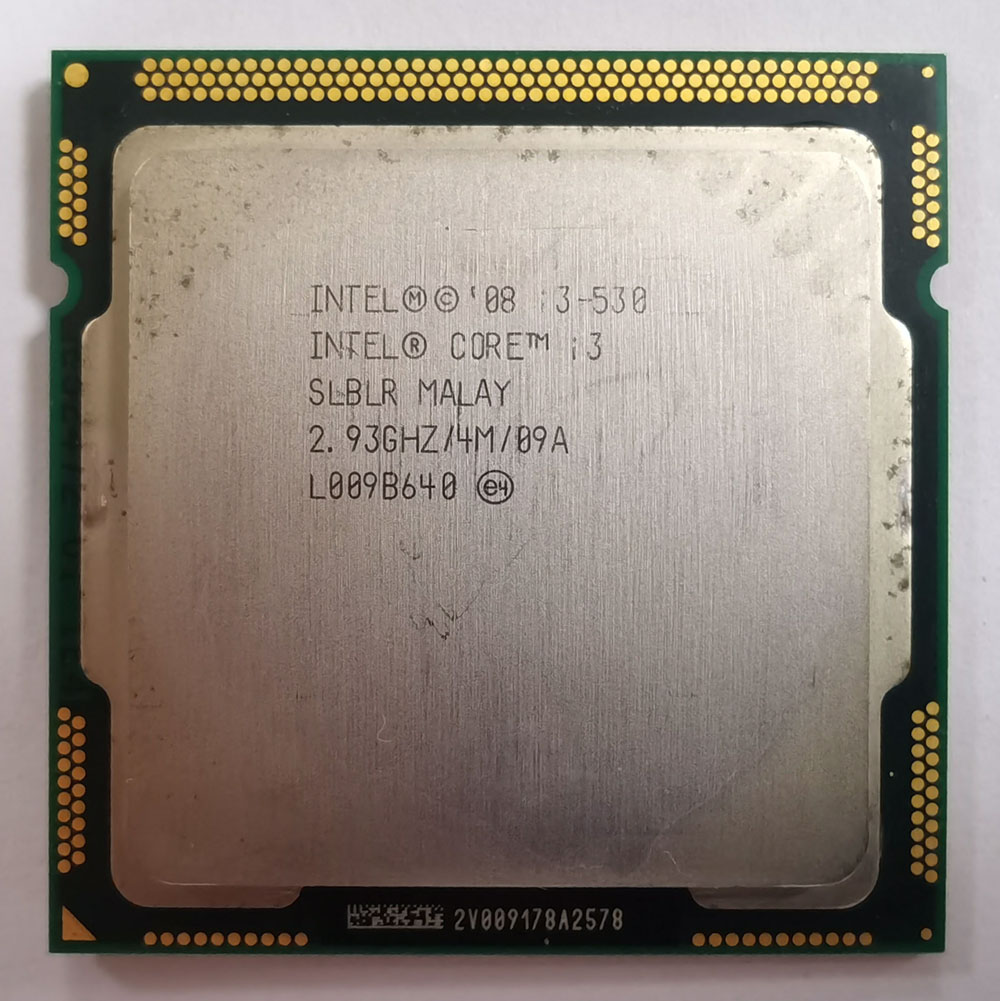 INTEL Ⓜ © '08 i3-530
INTEL® CORE™ i3
SLBLR MALAY
2.93GHZ/4M/09A
L009B640 e4
2V009178A2578